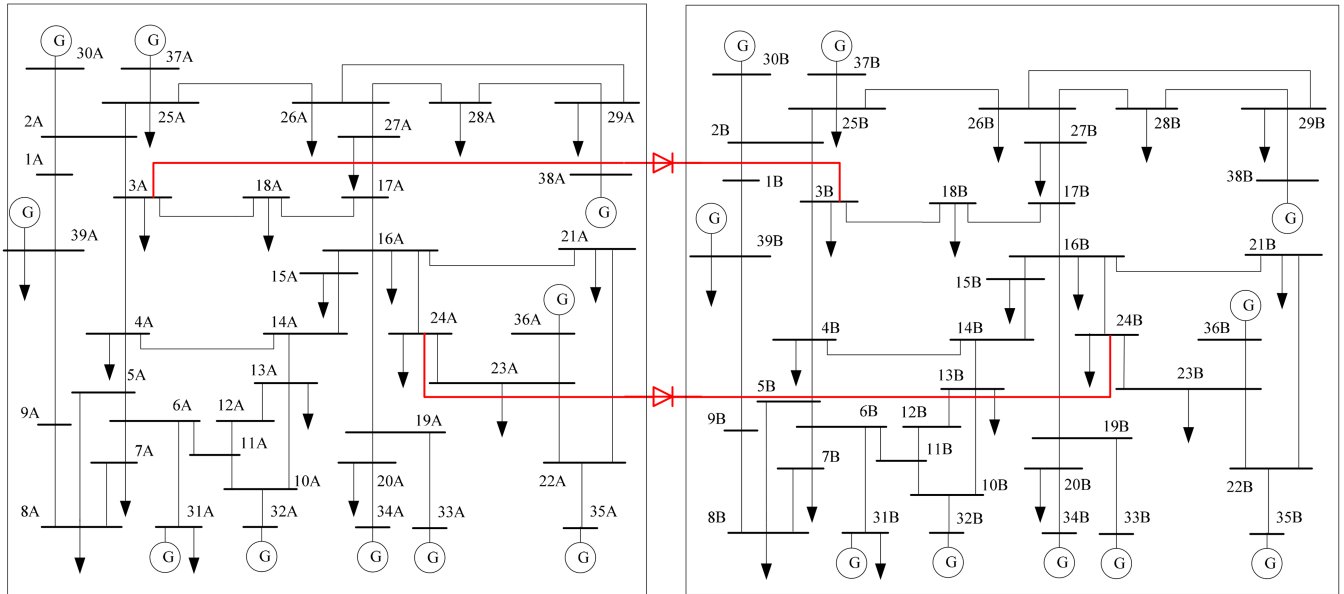 G
30A
G
37A
25A
26A
28A
29A
2A
27A
1A
3A
18A
17A
38A
G
G
39A
16A
21A
15A
G
4A
14A
24A
36A
5A
13A
23A
9A
6A
12A
19A
11A
7A
10A
20A
22A
8A
31A
32A
34A
33A
35A
G
G
G
G
G
G
30B
G
37B
25B
26B
28B
29B
2B
27B
1B
3B
18B
17B
38B
G
G
39B
16B
21B
15B
G
4B
14B
24B
36B
5B
13B
23B
9B
6B
12B
19B
11B
7B
10B
20B
22B
8B
31B
32B
34B
33B
35B
G
G
G
G
G